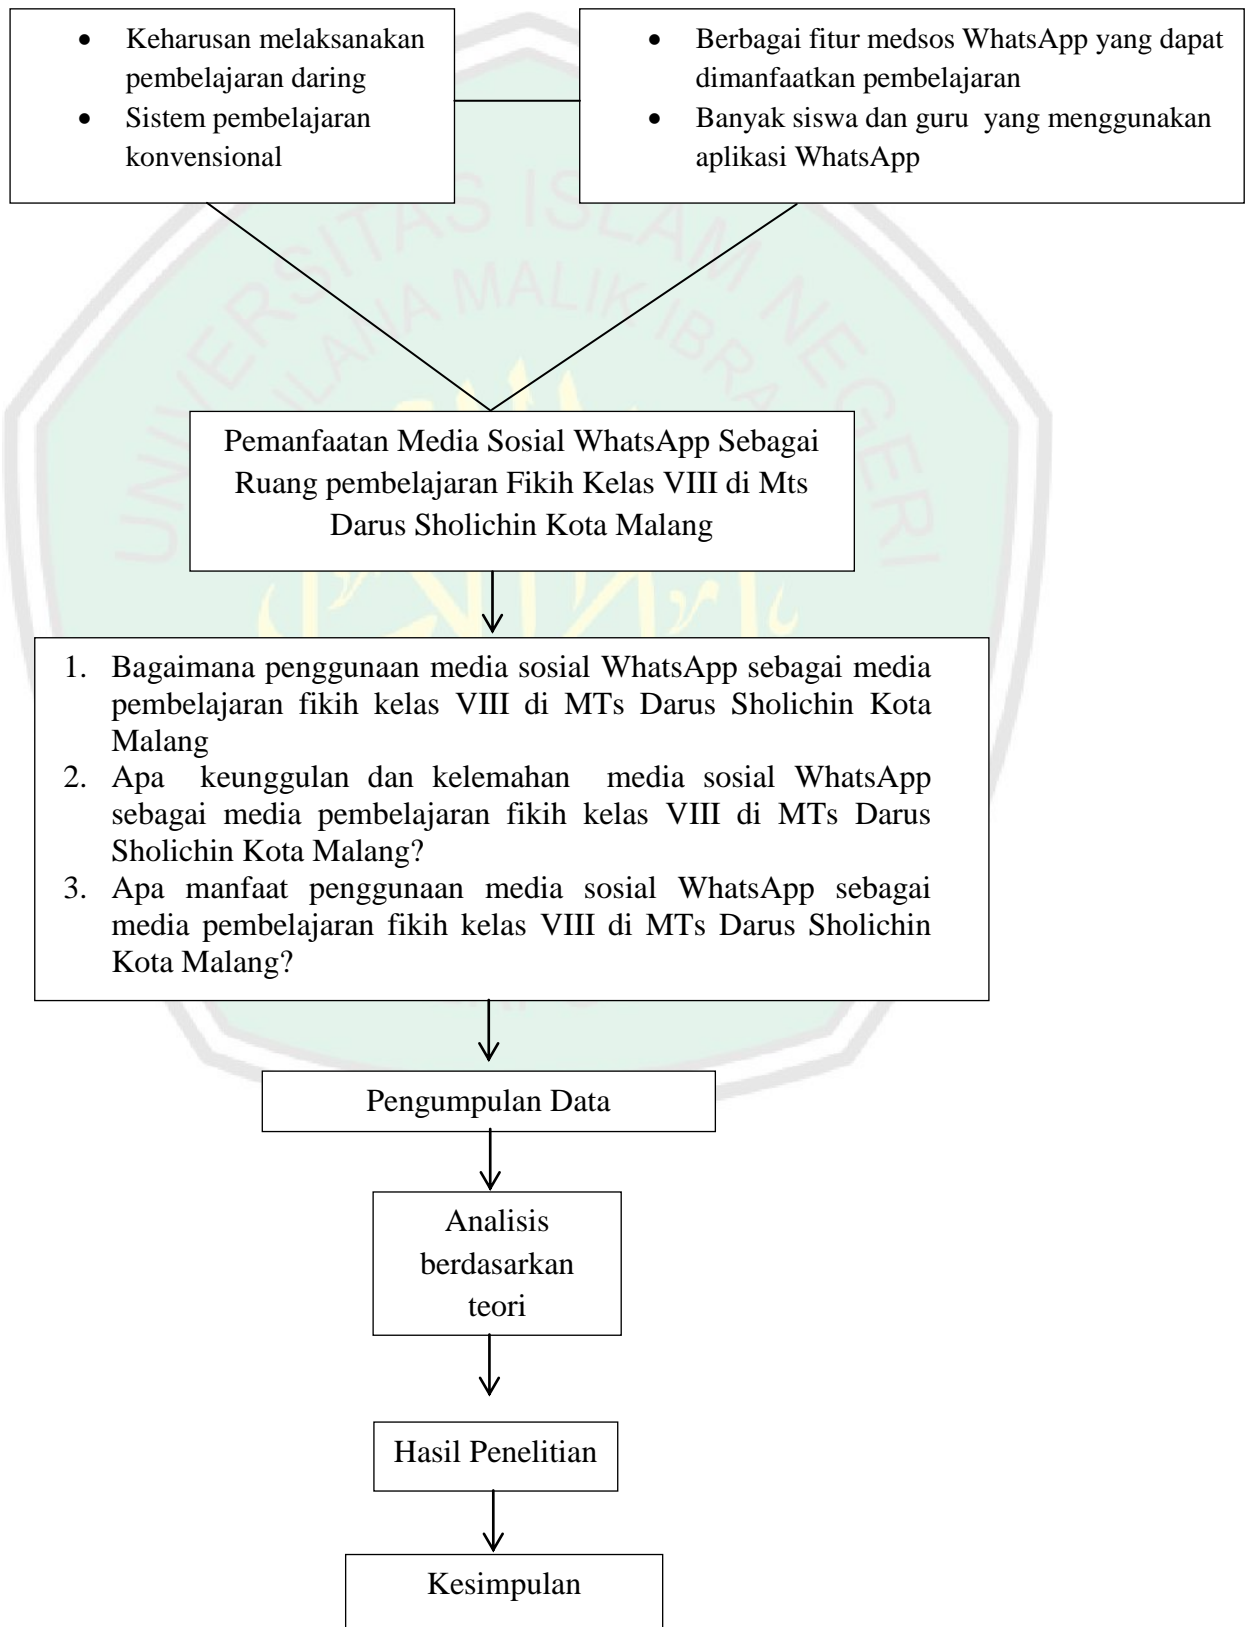 • Keharusan melaksanakan
pembelajaran daring
• Sistem pembelajaran
konvensional
• Berbagai fitur medsos WhatsApp yang dapat
dimanfaatkan pembelajaran
• Banyak siswa dan guru yang menggunakan
aplikasi WhatsApp
UNIVERSITAS ISLAM NEGERI
Pemanfaatan Media Sosial WhatsApp Sebagai
Ruang pembelajaran Fikih Kelas VIII di Mts
Darus Sholichin Kota Malang
1. Bagaimana penggunaan media sosial WhatsApp sebagai media
pembelajaran fikih kelas VIII di MTs Darus Sholichin Kota
Malang
2. Apa keunggulan dan kelemahan media sosial WhatsApp
sebagai media pembelajaran fikih kelas VIII di MTs Darus
Sholichin Kota Malang?
3. Apa manfaat penggunaan media sosial WhatsApp sebagai
media pembelajaran fikih kelas VIII di MTs Darus Sholichin
Kota Malang?
Pengumpulan Data
Analisis
berdasarkan
teori
Hasil Penelitian
Kesimpulan